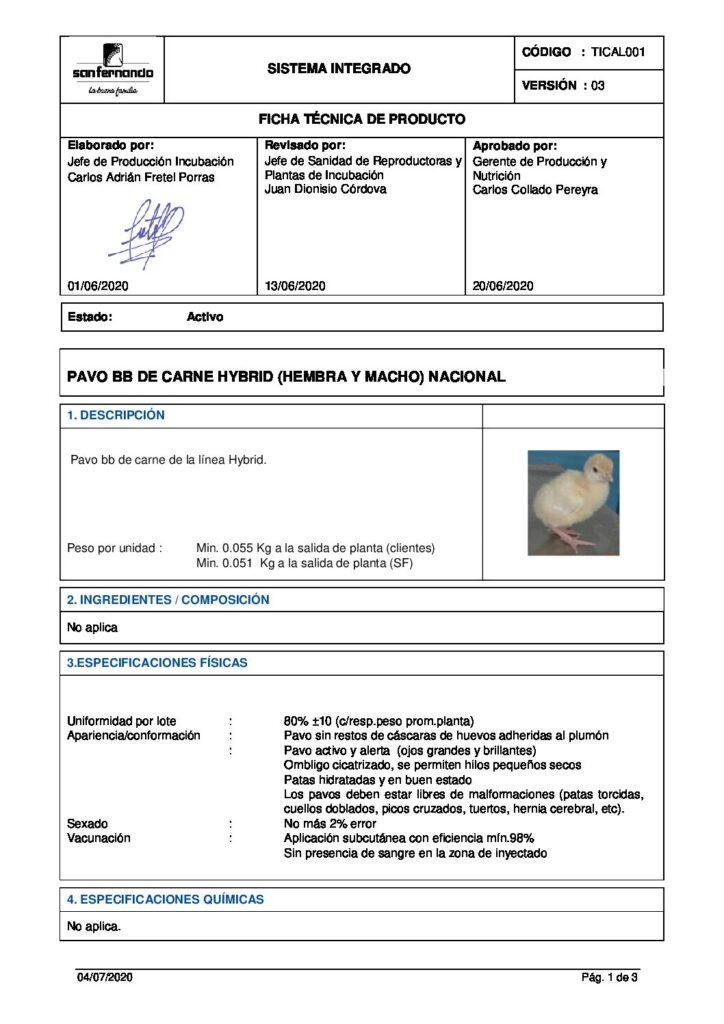 sanfernando
La buena familia
SISTEMA INTEGRADO
CÓDIGO : TICAL001
VERSIÓN : 03
FICHA TÉCNICA DE PRODUCTO
Elaborado por:
Jefe de Producción Incubación
Carlos Adrián Fretel Porras
01/06/2020
Revisado por:
Jefe de Sanidad de Reproductoras y
Plantas de Incubación
Juan Dionisio Córdova
13/06/2020
Aprobado por:
Gerente de Producción y
Nutrición
Carlos Collado Pereyra
20/06/2020
Estado: Activo
PAVO BB DE CARNE HYBRID (HEMBRA Y MACHO) NACIONAL
1. DESCRIPCIÓN
Pavo bb de carne de la línea Hybrid.
Peso por unidad : Min. 0.055 Kg a la salida de planta (clientes)
Min. 0.051 Kg a la salida de planta (SF)
2. INGREDIENTES / COMPOSICIÓN
No aplica
3.ESPECIFICACIONES FÍSICAS
Uniformidad por lote : 80% ±10 (c/resp.peso prom.planta)
Apariencia/conformación : Pavo sin restos de cáscaras de huevos adheridas al plumón
: Pavo activo y alerta (ojos grandes y brillantes)
Ombligo cicatrizado, se permiten hilos pequeños secos
Patas hidratadas y en buen estado
Los pavos deben estar libres de malformaciones (patas torcidas,
cuellos doblados, picos cruzados, tuertos, hernia cerebral, etc).
Sexado : No más 2% error
Vacunación : Aplicación subcutánea con eficiencia mín.98%
Sin presencia de sangre en la zona de inyectado
4. ESPECIFICACIONES QUÍMICAS
No aplica.
04/07/2020 Pág. 1 de 3